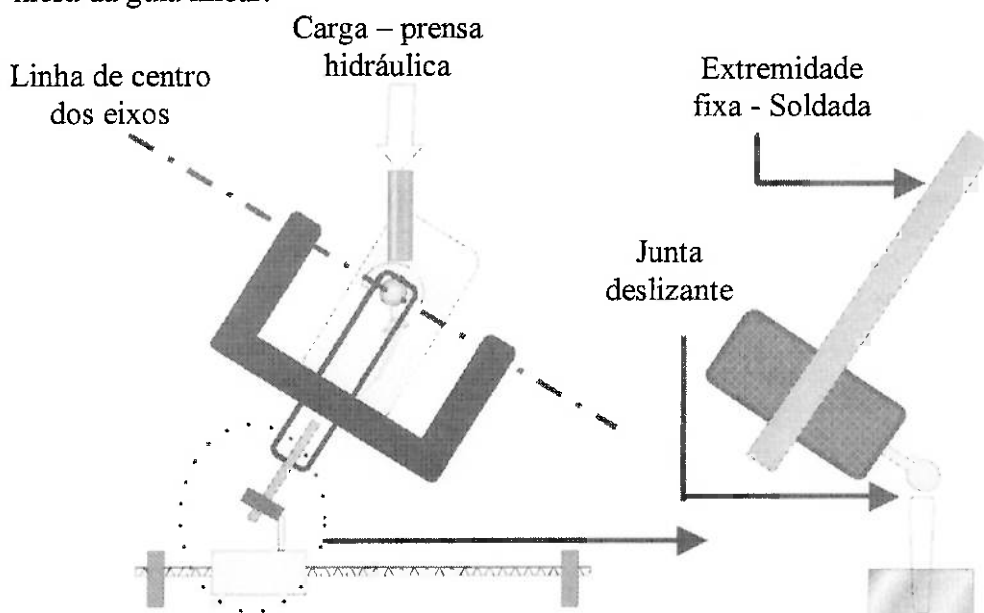 Carga – prensa
hidráulica
Linha de centro
dos eixos
Extremidade
fixa - Soldada
Junta
deslizante